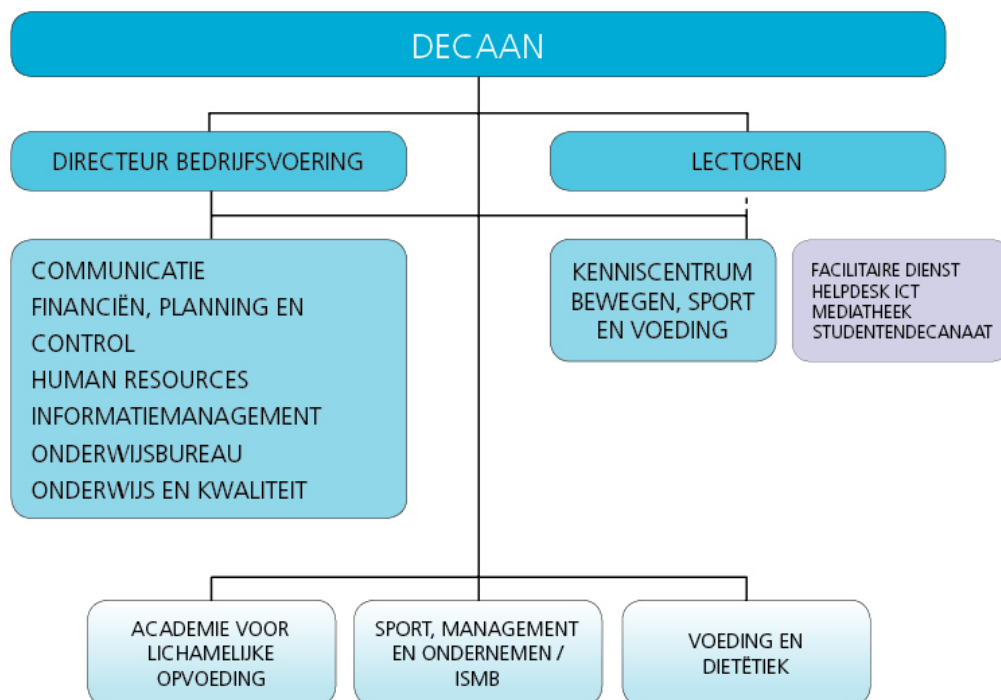 DECAAN
DIRECTEUR BEDRIJFSVOERING
LECTOREN
COMMUNICATIE
FINANCIËN, PLANNING EN
CONTROL
HUMAN RESOURCES
INFORMATIEMANAGEMENT
ONDERWIJSBUREAU
ONDERWIJS EN KWALITEIT
KENNISCENTRUM
BEWEGEN, SPORT
EN VOEDING
FACILITAIRE DIENST
HELPDESK ICT
MEDIATHEEK
STUDENTENDECANAAT
ACADEMIE VOOR
LICHAMELIJKE
OPVOEDING
SPORT, MANAGEMENT
EN ONDERNEMEN /
ISMB
VOEDING EN
DIETËTIEK